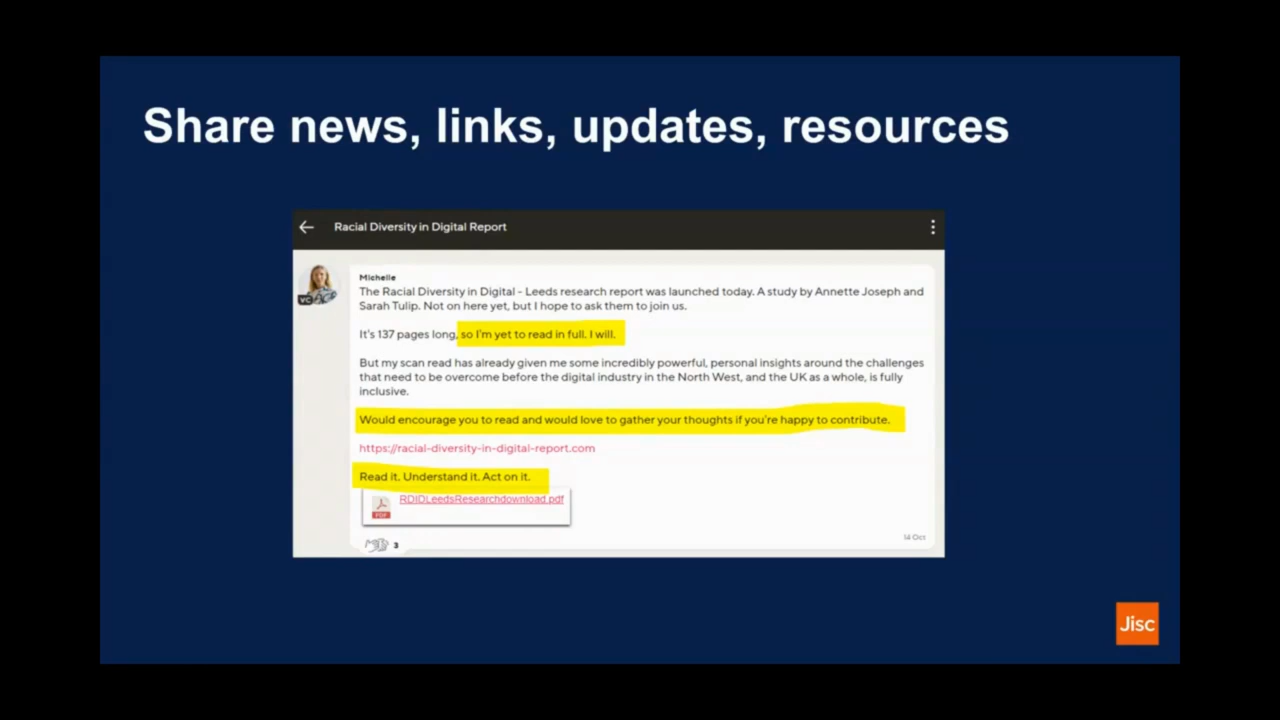 Share news, links, updates, resources
Racial Diversity in Digital Report
Michelle
The Racial Diversity in Digital - Leeds research report was launched today. A study by Annette Joseph and
Sarah Tulip. Not on here yet, but I hope to ask them to join us.
It's 137 pages long, so I'm yet to read in full. I will.
But my scan read has already given me some incredibly powerful, personal insights around the challenges
that need to be overcome before the digital industry in the North West, and the UK as a whole, is fully
inclusive.
Would encourage you to read and would love to gather your thoughts if you're happy to contribute.
https://racial-diversity-in-digital-report.com
Read it. Understand it. Act on it.
RDIDLeedsResearchdownload.pdf
PDF
3
14 Oct
VC
Jisc